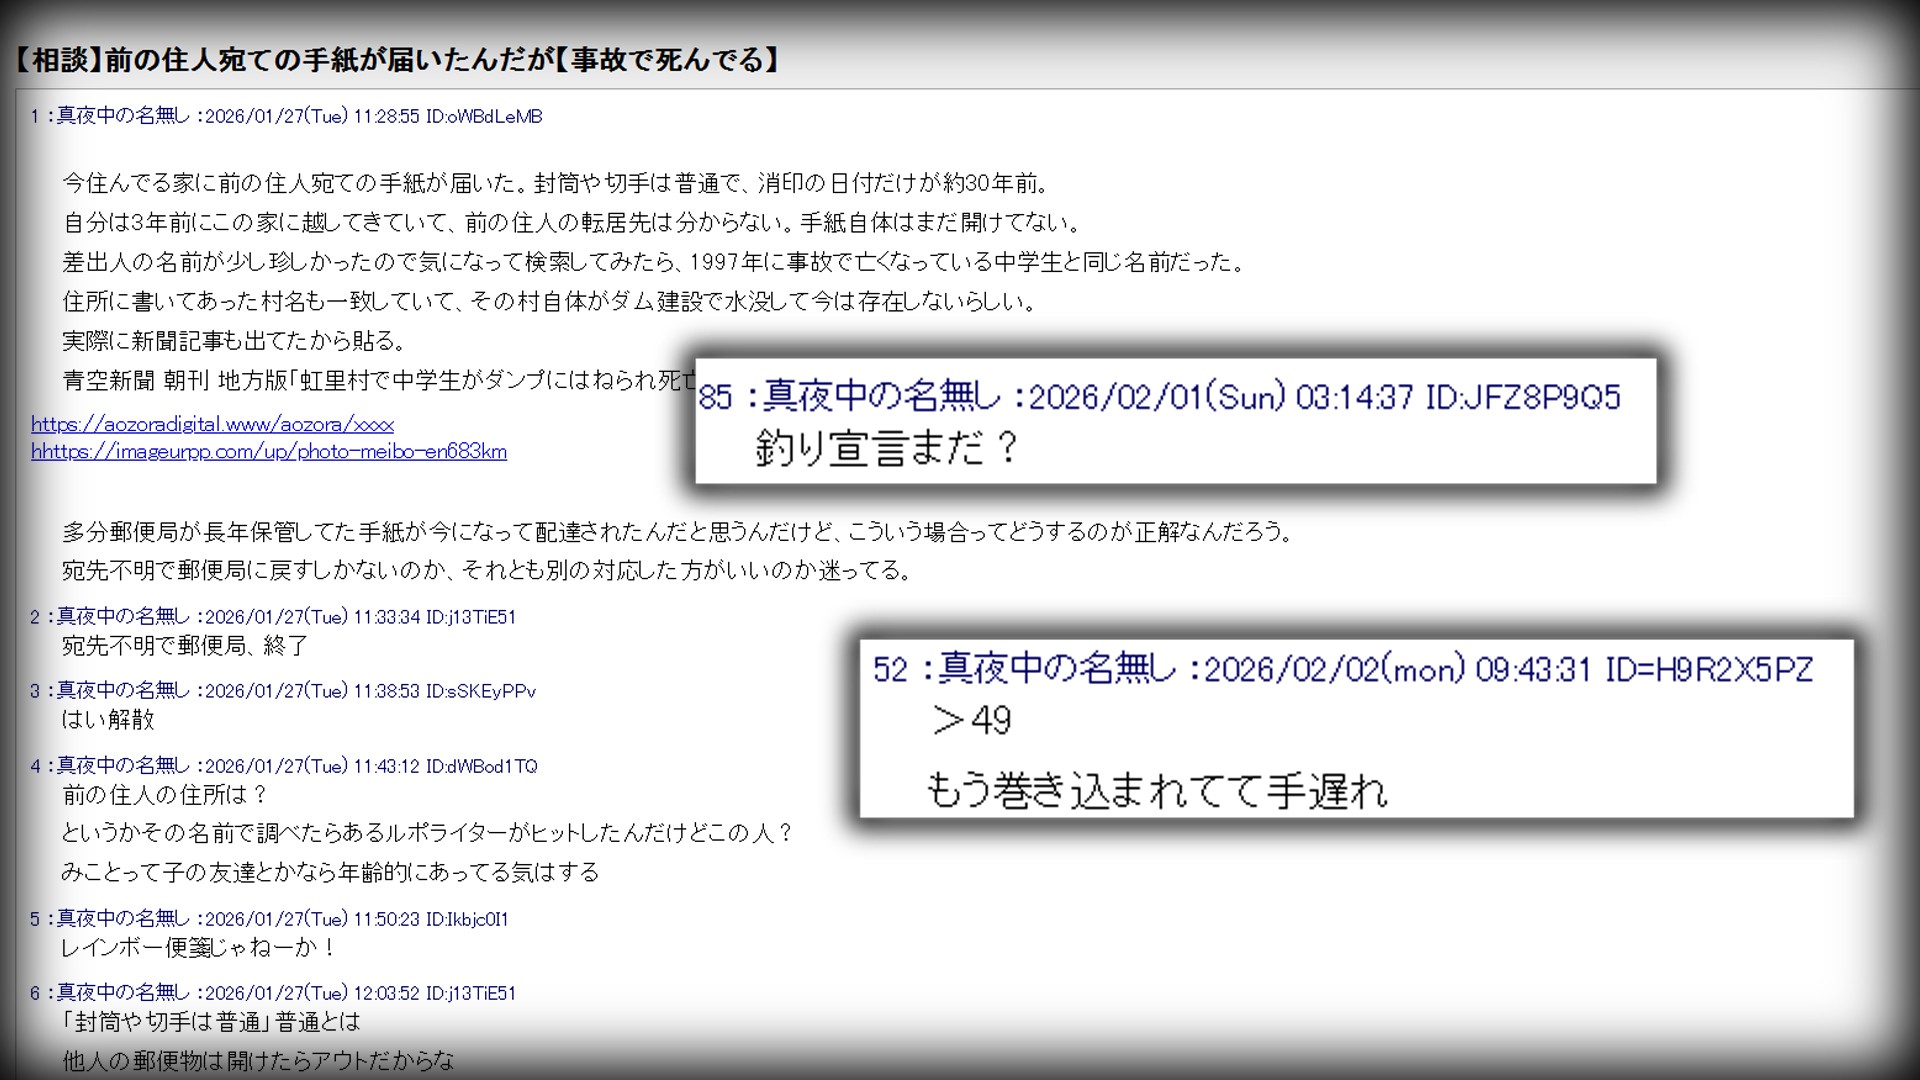 【相談】前の住人宛ての手紙が届いたんだが【事故で死んでる】
1 ：真夜中の名無し ：2026/01/27(Tue) 11:28:55 ID:oWBdLeMB
今住んでる家に前の住人宛ての手紙が届いた。封筒や切手は普通で、消印の日付だけが約30年前。
自分は3年前にこの家に越してきていて、前の住人の転居先は分からない。手紙自体はまだ開けてない。
差出人の名前が少し珍しかったので気になって検索してみたら、1997年に事故で亡くなっている中学生と同じ名前だった。
住所に書いてあった村名も一致していて、その村自体がダム建設で水没して今は存在しないらしい。
実際に新聞記事も出てたから貼る。
青空新聞 朝刊 地方版「虹里村で中学生がダンプにはねられ死亡
https://aozoradigital.www/aozora/xxxx
hhttps://imageurpp.com/up/photo-meibo-en683km
85 ：真夜中の名無し ：2026/02/01(Sun) 03:14:37 ID:JFZ8P9Q5
釣り宣言まだ？
多分郵便局が長年保管してた手紙が今になって配達されたんだと思うんだけど、こういう場合ってどうするのが正解なんだろう。
宛先不明で郵便局に戻すしかないのか、それとも別の対応した方がいいのか迷ってる。
2 ：真夜中の名無し ：2026/01/27(Tue) 11:33:34 ID:j13TiE51
宛先不明で郵便局、終了
3 ：真夜中の名無し ：2026/01/27(Tue) 11:38:53 ID:sSKEyPPv
はい解散
52 ：真夜中の名無し ：2026/02/02(mon) 09:43:31 ID=H9R2X5PZ
＞49
もう巻き込まれてて手遅れ
4 ：真夜中の名無し ：2026/01/27(Tue) 11:43:12 ID:dWBod1TQ
前の住人の住所は？
というかその名前で調べたらあるルポライターがヒットしたんだけどこの人？
みことって子の友達とかなら年齢的にあってる気はする
5 ：真夜中の名無し ：2026/01/27(Tue) 11:50:23 ID:Ikbjc0I1
レインボー便箋じゃねーか！
6 ：真夜中の名無し ：2026/01/27(Tue) 12:03:52 ID:j13TiE51
「封筒や切手は普通」普通とは
他人の郵便物は開けたらアウトだからな